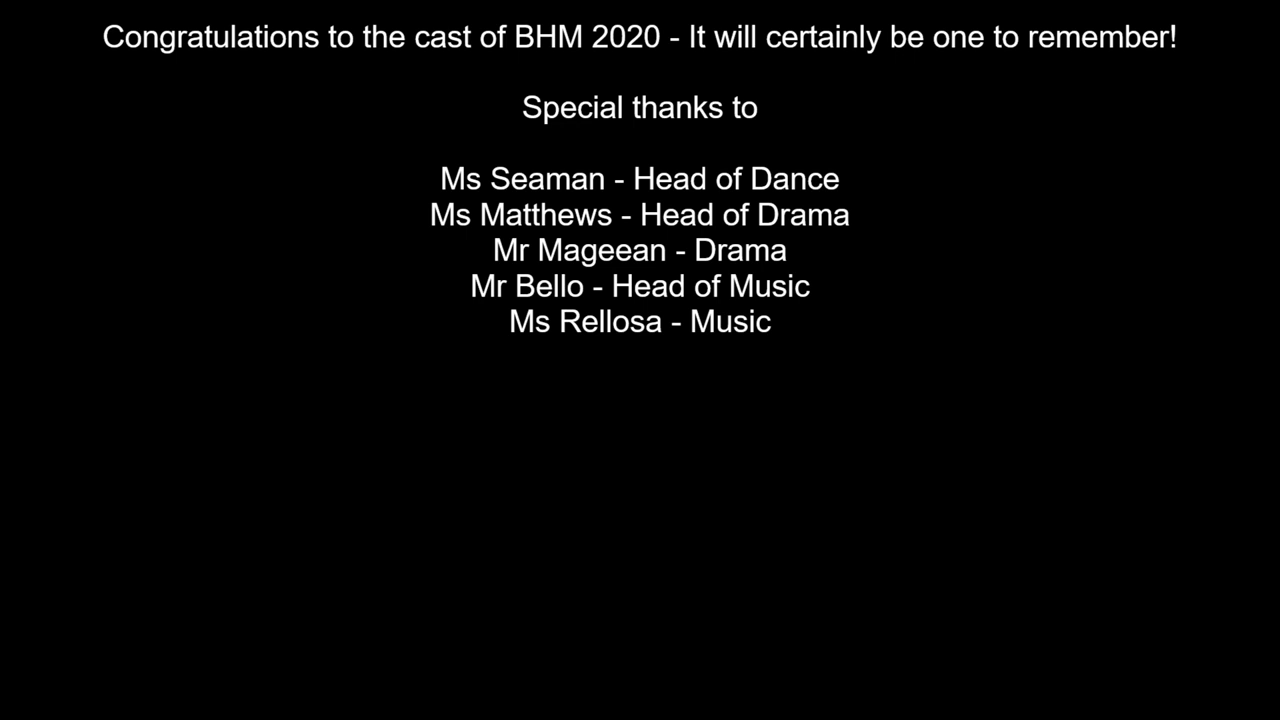 Congratulations to the cast of BHM 2020 - It will certainly be one to remember!
Special thanks to
Ms Seaman - Head of Dance
Ms Matthews - Head of Drama
Mr Mageean - Drama
Mr Bello - Head of Music
Ms Rellosa - Music